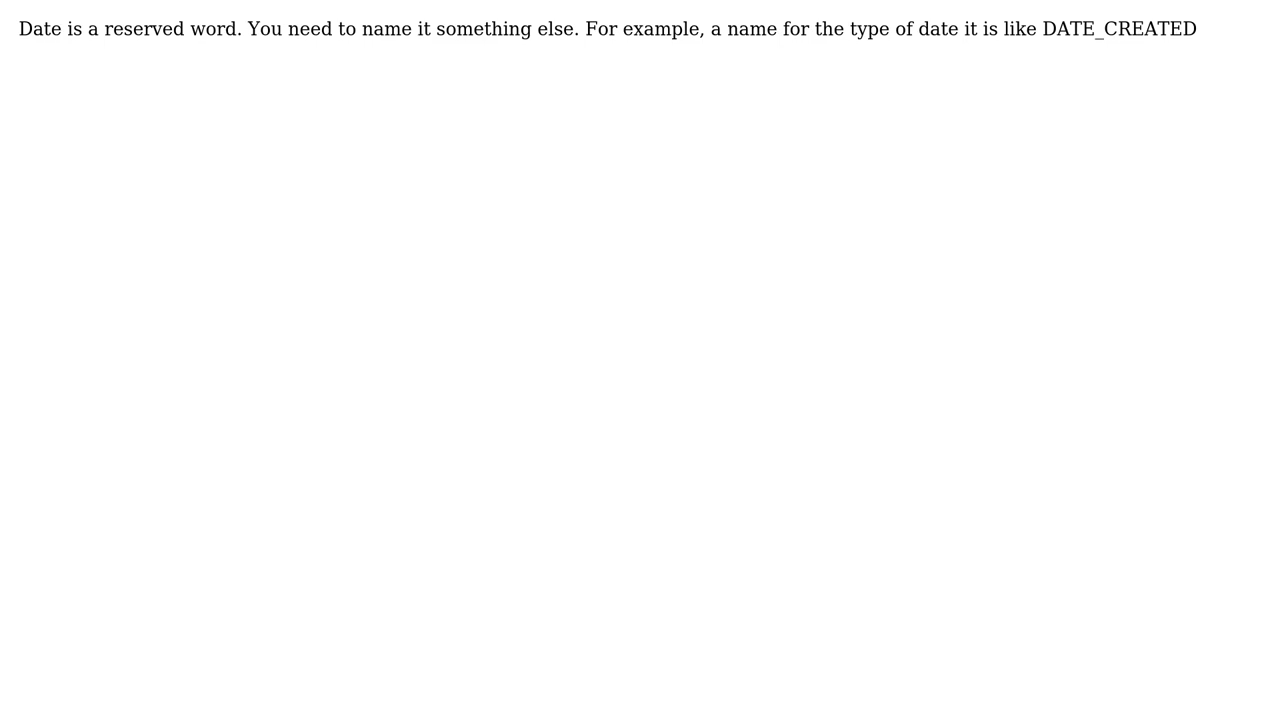 Date is a reserved word. You need to name it something else. For example, a name for the type of date it is like DATE_CREATED